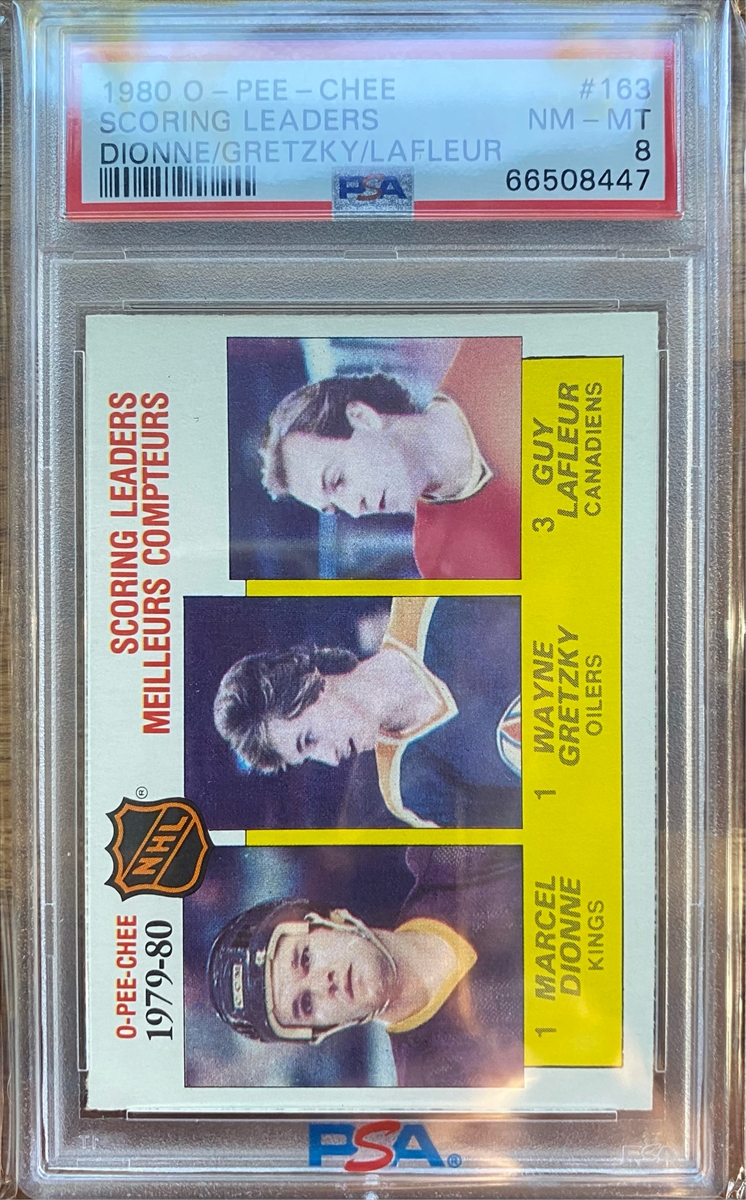 1980 O - PEE - CHEE #163
SCORING LEADERS NM - MT
DIONNE/GRETZKY/LAFLEUR 8
PSA 66508447
O-PEE-CHEE
1979-80
NHL
®
SCORING LEADERS
MEILLEURS COMPTEURS
1 MARCEL
DIONNE
KINGS
1 WAYNE
GRETZKY
OILERS
3 GUY
LAFLEUR
CANADIENS
PSA®